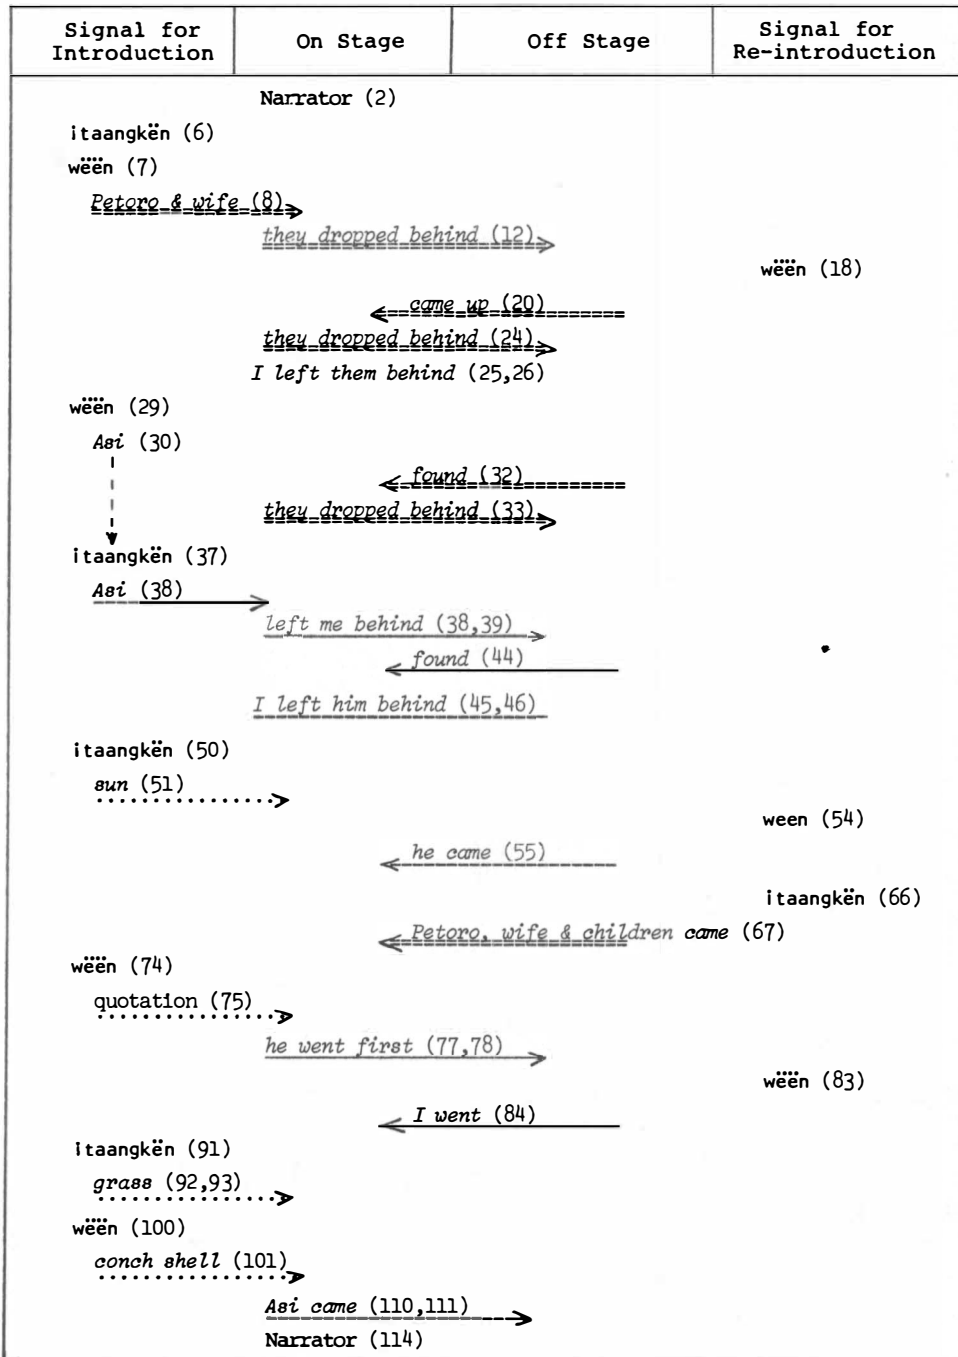 Signal for Introduction | On Stage | Off Stage | Signal for Re-introduction
Narrator (2)
itaangkën (6)
wëën (7)
Petoro & wife (8)
they dropped behind (12)
wëën (18)
came up (20)
they dropped behind (24)
I left them behind (25,26)
wëën (29)
Asi (30)
found (32)
they dropped behind (33)
itaangkën (37)
Asi (38)
left me behind (38,39)
found (44)
I left him behind (45,46)
itaangkën (50)
sun (51)
ween (54)
he came (55)
itaangkën (66)
Petoro, wife & children came (67)
wëën (74)
quotation (75)
he went first (77,78)
wëën (83)
I went (84)
itaangkën (91)
grass (92,93)
wëën (100)
conch shell (101)
Asi came (110,111)
Narrator (114)